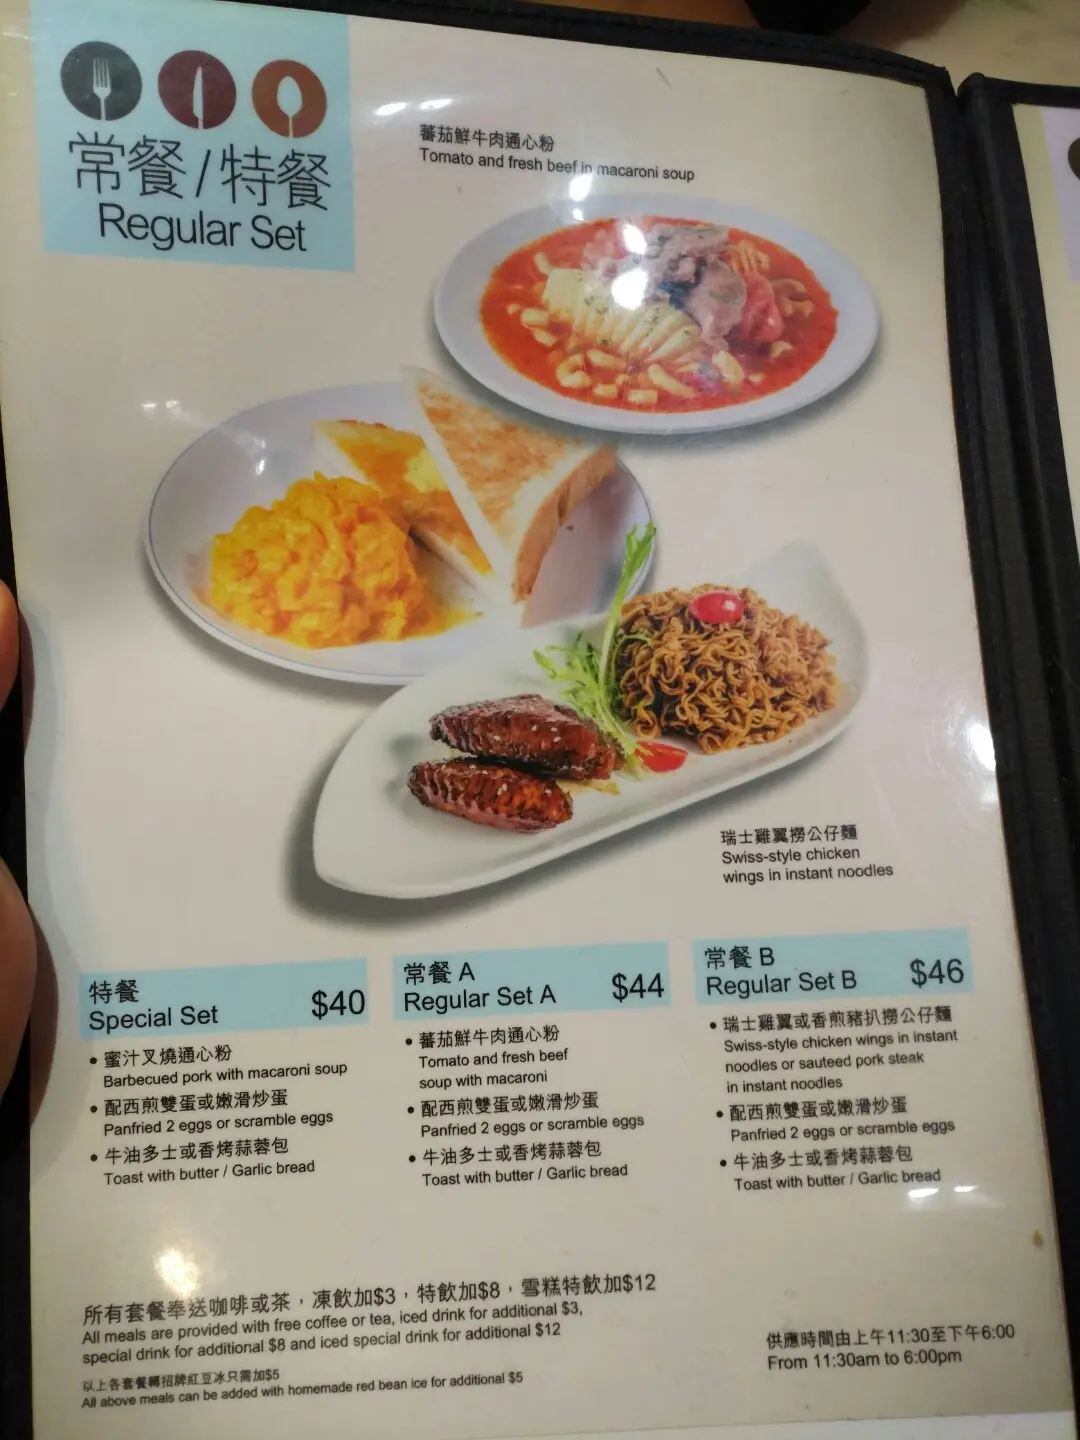 常餐/特餐
Regular Set
蕃茄鮮牛肉通心粉
Tomato and fresh beef in macaroni soup
瑞士雞翼撈公仔麵
Swiss-style chicken
wings in instant noodles
特餐
Special Set
$40
• 蜜汁叉燒通心粉
Barbecued pork with macaroni soup
• 配西煎雙蛋或嫩滑炒蛋
Panfried 2 eggs or scramble eggs
• 牛油多士或香烤蒜蓉包
Toast with butter / Garlic bread
常餐 A
Regular Set A
$44
• 蕃茄鮮牛肉通心粉
Tomato and fresh beef
soup with macaroni
• 配西煎雙蛋或嫩滑炒蛋
Panfried 2 eggs or scramble eggs
• 牛油多士或香烤蒜蓉包
Toast with butter / Garlic bread
常餐 B
Regular Set B
$46
• 瑞士雞翼或香煎豬扒撈公仔麵
Swiss-style chicken wings in instant
noodles or sauteed pork steak
in instant noodles
• 配西煎雙蛋或嫩滑炒蛋
Panfried 2 eggs or scramble eggs
• 牛油多士或香烤蒜蓉包
Toast with butter / Garlic bread
所有套餐奉送咖啡或茶，凍飲加$3，特飲加$8，雪糕特飲加$12
All meals are provided with free coffee or tea, iced drink for additional $3,
special drink for additional $8 and iced special drink for additional $12
以上各套餐轉招牌紅豆冰只需加$5
All above meals can be added with homemade red bean ice for additional $5
供應時間由上午11:30至下午6:00
From 11:30am to 6:00pm